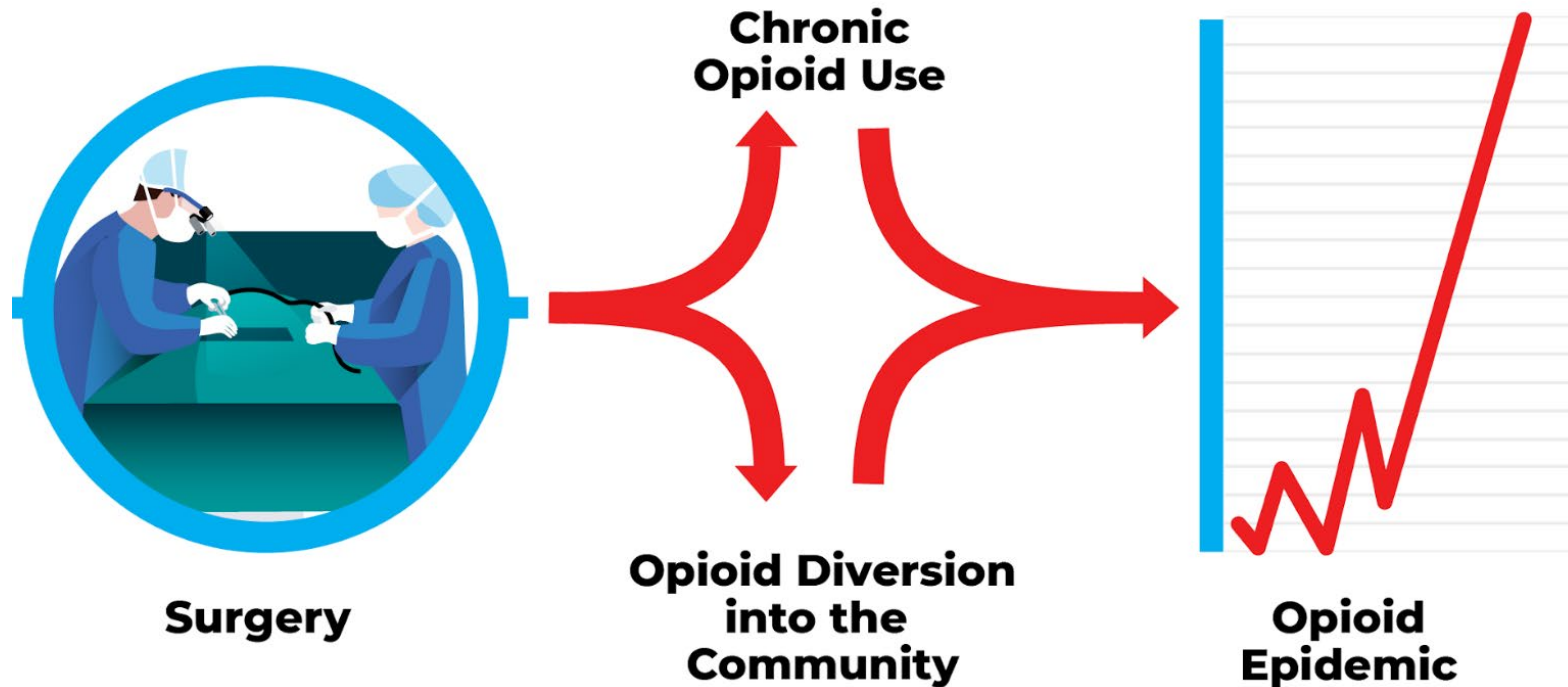 Chronic
Opioid Use
Surgery
Opioid Diversion
into the
Community
Opioid
Epidemic